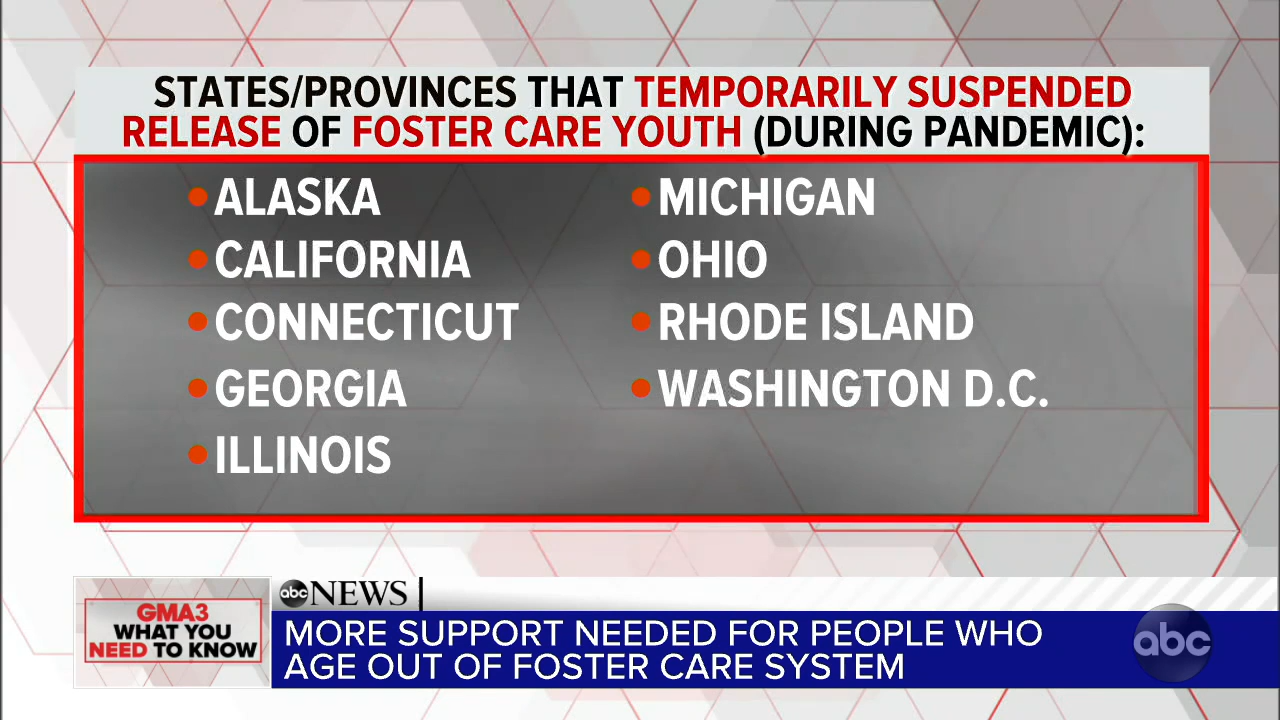 STATES/PROVINCES THAT TEMPORARILY SUSPENDED
RELEASE OF FOSTER CARE YOUTH (DURING PANDEMIC):
• ALASKA
• CALIFORNIA
• CONNECTICUT
• GEORGIA
• ILLINOIS
• MICHIGAN
• OHIO
• RHODE ISLAND
• WASHINGTON D.C.
GMA3
WHAT YOU
NEED TO KNOW
abc NEWS
MORE SUPPORT NEEDED FOR PEOPLE WHO
AGE OUT OF FOSTER CARE SYSTEM
abc